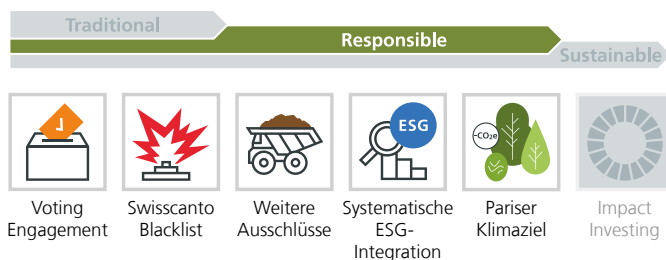 Traditional
Responsible
Sustainable
ESG
-CO₂e
Voting
Engagement
Swisscanto
Blacklist
Weitere
Ausschlüsse
Systematische
ESG-
Integration
Pariser
Klimaziel
Impact
Investing